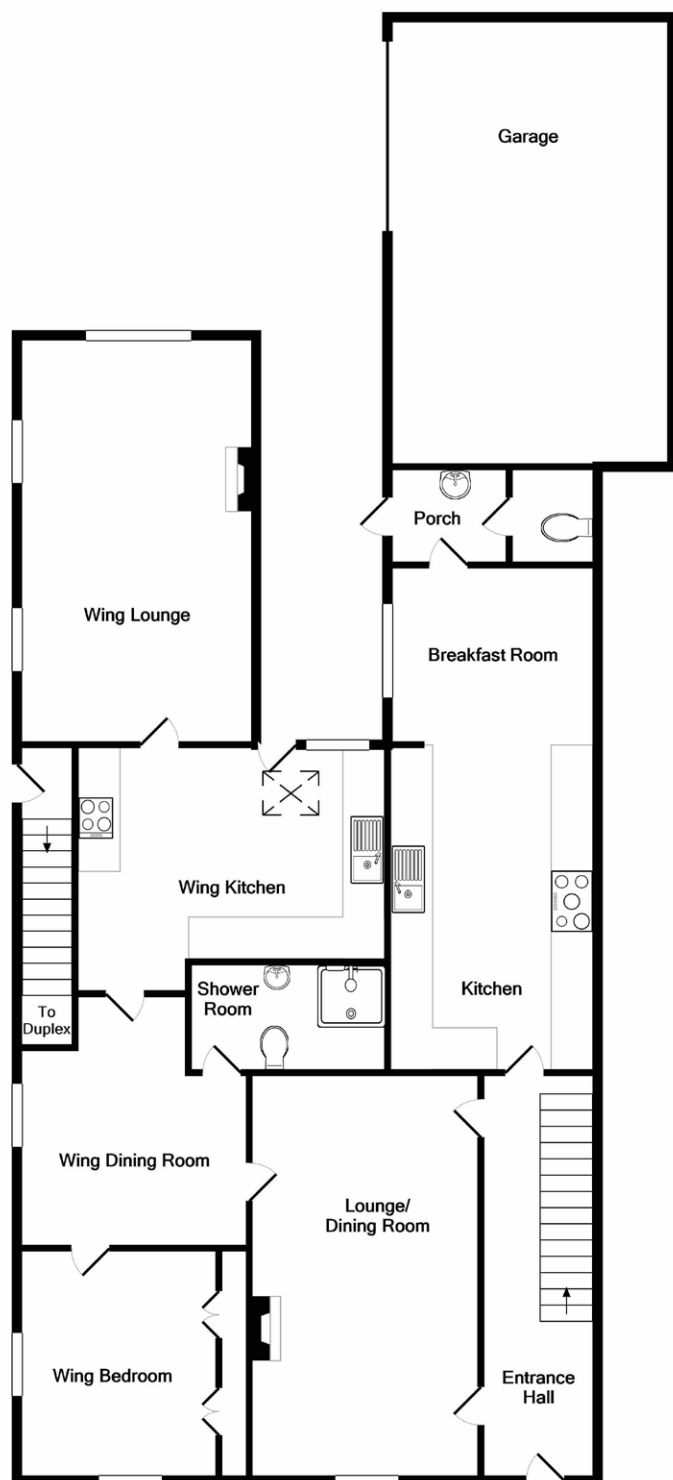 Garage
Porch
Wing Lounge
Breakfast Room
Wing Kitchen
Shower
Room
Kitchen
To
Duplex
Wing Dining Room
Lounge/
Dining Room
Wing Bedroom
Entrance
Hall